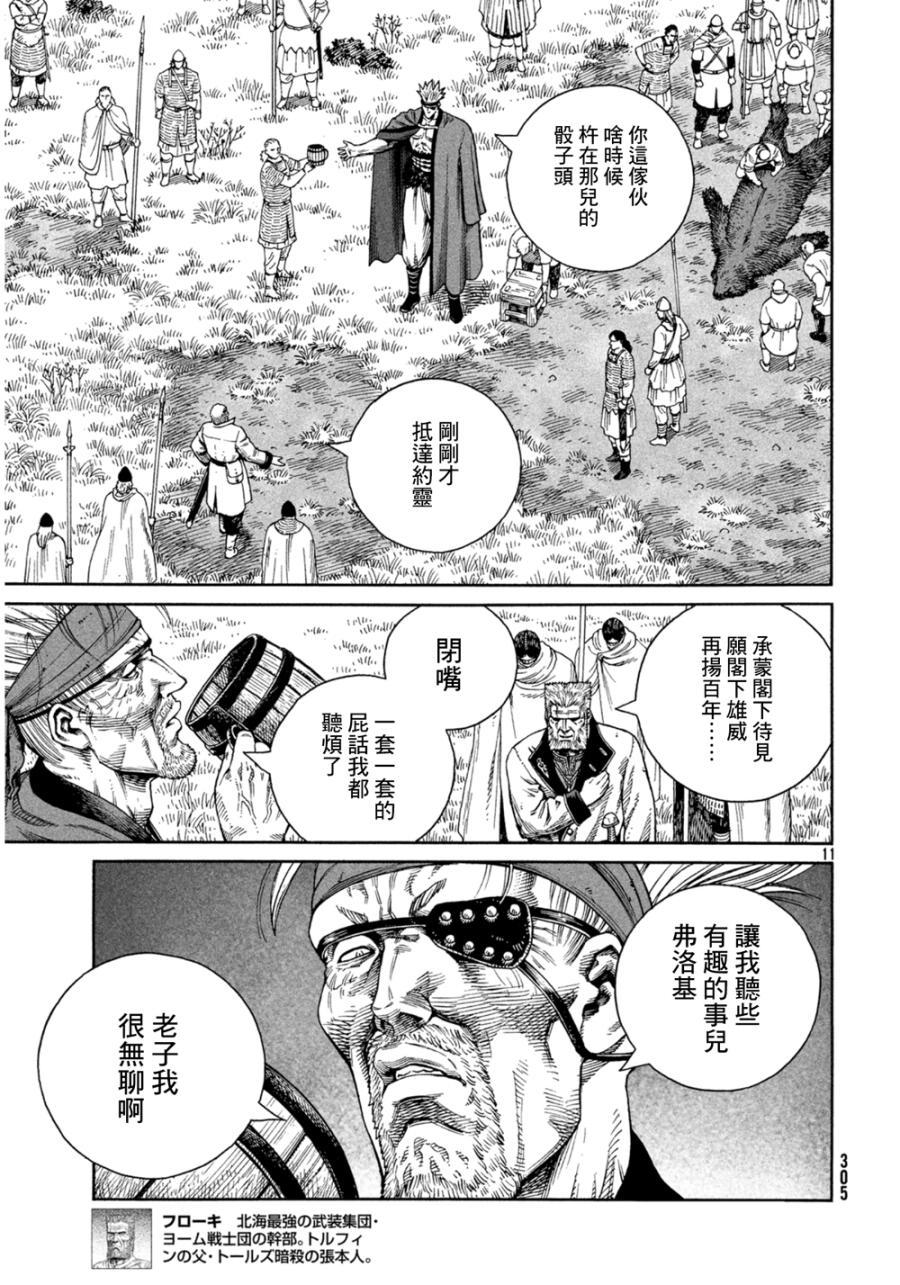 你這傢伙
啥時候
杵在那兒的
骰子頭
剛剛才
抵達約靈
承蒙閣下待見
願閣下雄威
再揚百年……
閉嘴
一套一套的
屁話我都
聽煩了
11
讓我聽些
有趣的事兒
弗洛基
老子我
很無聊啊
305
フローキ　北海最強の武装集団・
ヨーム戦士団の幹部。トルフィ
ンの父・トールズ暗殺の張本人。